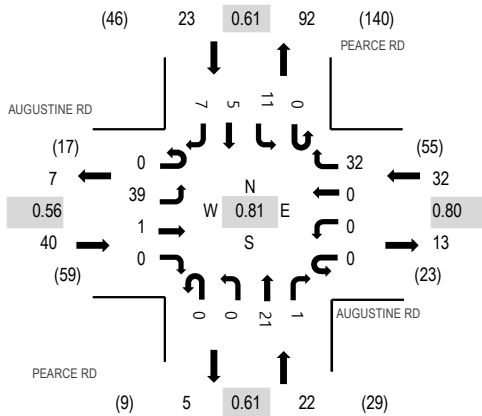 (46) 23 0.61 92 (140)
PEARCE RD
AUGUSTINE RD
7 5 11 0
(17) (55)
0 32
7 32
39 0
N
0.56 W 0.81 E 0.80
1 0
40 S 13
0 0
(59) (23)
0 0 21 1
AUGUSTINE RD
PEARCE RD
(9) 5 0.61 22 (29)